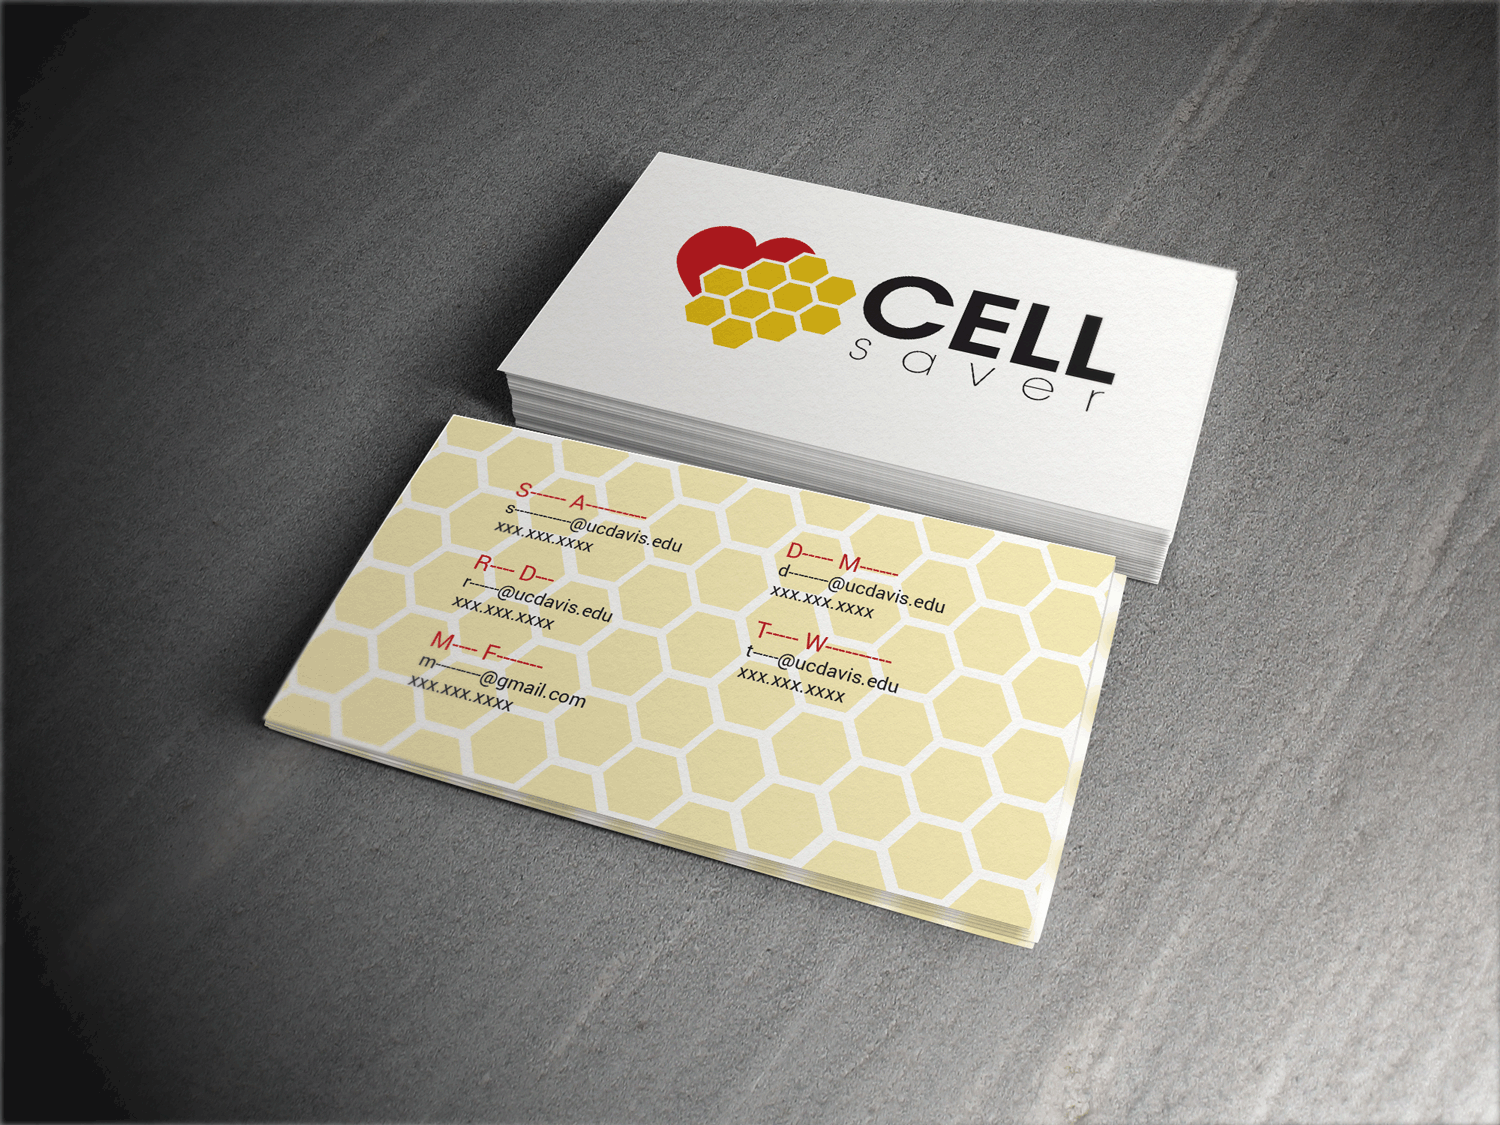 CELL
saver
S------ A-----------
s-----------@ucdavis.edu
xxx.xxx.xxxx
R---- D---
r------@ucdavis.edu
xxx.xxx.xxxx
M---- F--------
m---------@gmail.com
xxx.xxx.xxxx
D----- M-------
d-------@ucdavis.edu
xxx.xxx.xxxx
T----- W------------
t-----@ucdavis.edu
xxx.xxx.xxxx